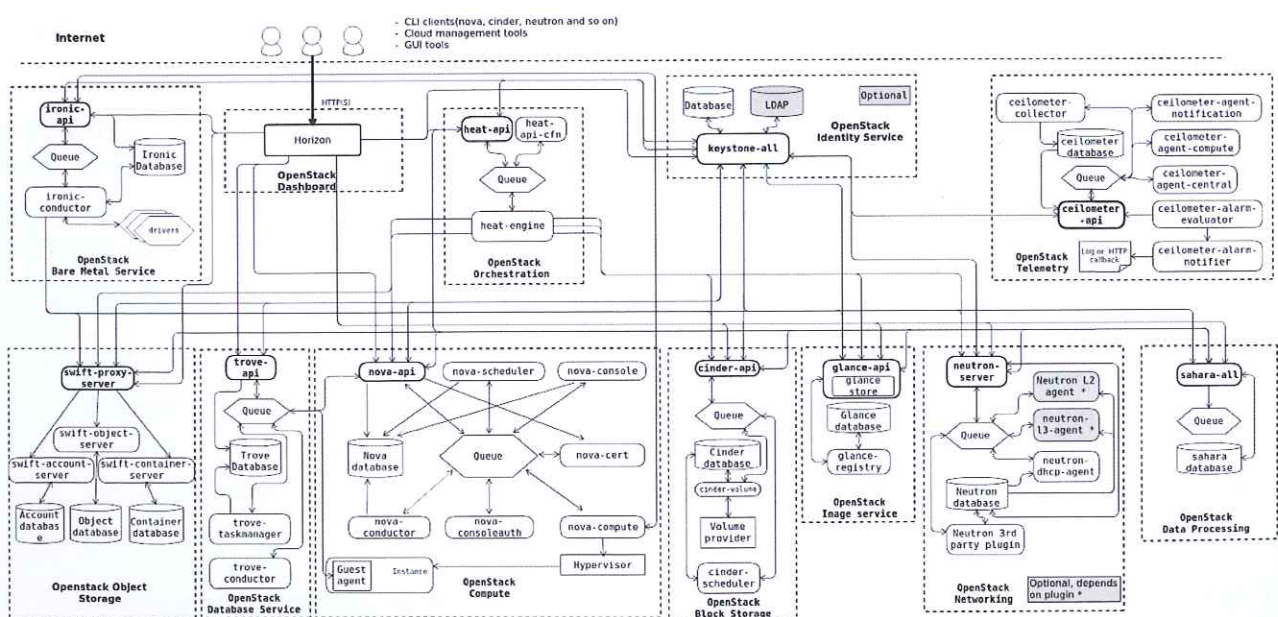 - CLI clients(nova, cinder, neutron and so on)
- Cloud management tools
- GUI tools
Internet
HTTP(S)
ironic-
api
Queue
Ironic
Database
ironic-
conductor
drivers
OpenStack
Bare Metal Service
Horizon
OpenStack
Dashboard
heat-api
heat-
api-cfn
Queue
heat-engine
OpenStack
Orchestration
Database
LDAP
Optional
keystone-all
OpenStack
Identity Service
ceilometer-
collector
ceilometer-agent-
notification
ceilometer
database
ceilometer-
agent-compute
Queue
ceilometer-
agent-central
ceilometer
-api
ceilometer-alarm-
evaluator
Log or HTTP
callback
ceilometer-alarm-
notifier
OpenStack
Telemetry
swift-proxy-
server
swift-object-
server
swift-account-
server
swift-container-
server
Account
databas
e
Object
database
Container
database
Openstack Object
Storage
trove-
api
Queue
Trove
Database
trove-
taskmanager
trove-
conductor
OpenStack
Database Service
nova-api
nova-scheduler
nova-console
Nova
database
Queue
nova-cert
nova-
conductor
nova-
consoleauth
nova-compute
Guest
agent
Instance
Hypervisor
OpenStack
Compute
cinder-api
Queue
Cinder
database
cinder-volume
Volume
provider
cinder-
scheduler
OpenStack
Block Storage
glance-api
glance
store
Glance
database
glance-
registry
OpenStack
Image service
neutron-
server
Neutron L2
agent *
Queue
neutron-
l3-agent *
neutron-
dhcp-agent
Neutron
database
Neutron 3rd
party plugin
OpenStack
Networking
Optional, depends
on plugin *
sahara-all
Queue
sahara
database
OpenStack
Data Processing